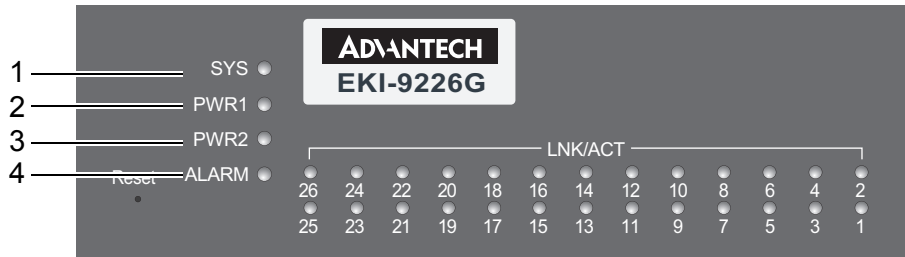 1
SYS
2
PWR1
3
PWR2
4
ALARM
Reset
ADVANTECH
EKI-9226G
LNK/ACT
26 24 22 20 18 16 14 12 10 8 6 4 2
25 23 21 19 17 15 13 11 9 7 5 3 1